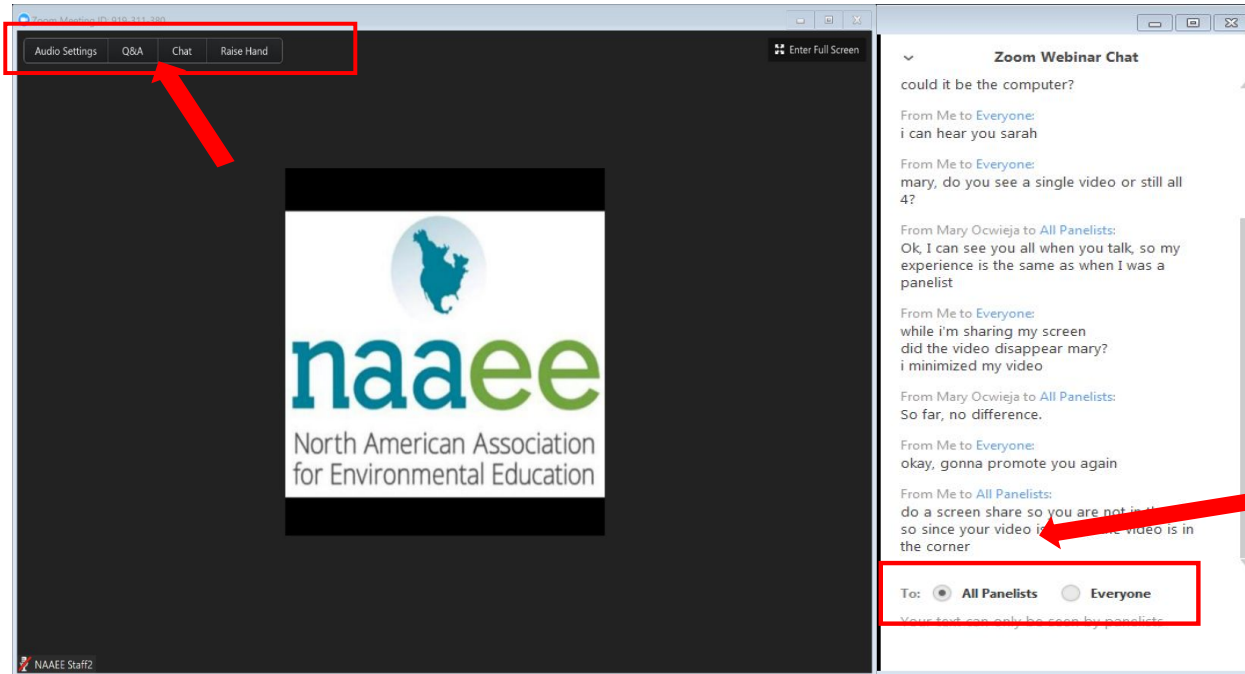 Zoom Meeting ID: 919-311-380
Audio Settings Q&A Chat Raise Hand
Enter Full Screen
naaee
North American Association
for Environmental Education
NAAEE Staff2
Zoom Webinar Chat
could it be the computer?
From Me to Everyone:
i can hear you sarah
From Me to Everyone:
mary, do you see a single video or still all
4?
From Mary Ocwieja to All Panelists:
Ok, I can see you all when you talk, so my
experience is the same as when I was a
panelist
From Me to Everyone:
while i'm sharing my screen
did the video disappear mary?
i minimized my video
From Mary Ocwieja to All Panelists:
So far, no difference.
From Me to Everyone:
okay, gonna promote you again
From Me to All Panelists:
do a screen share so you are not in
so since your video video is in
the corner
To: All Panelists Everyone
Your text can only be seen by panelists